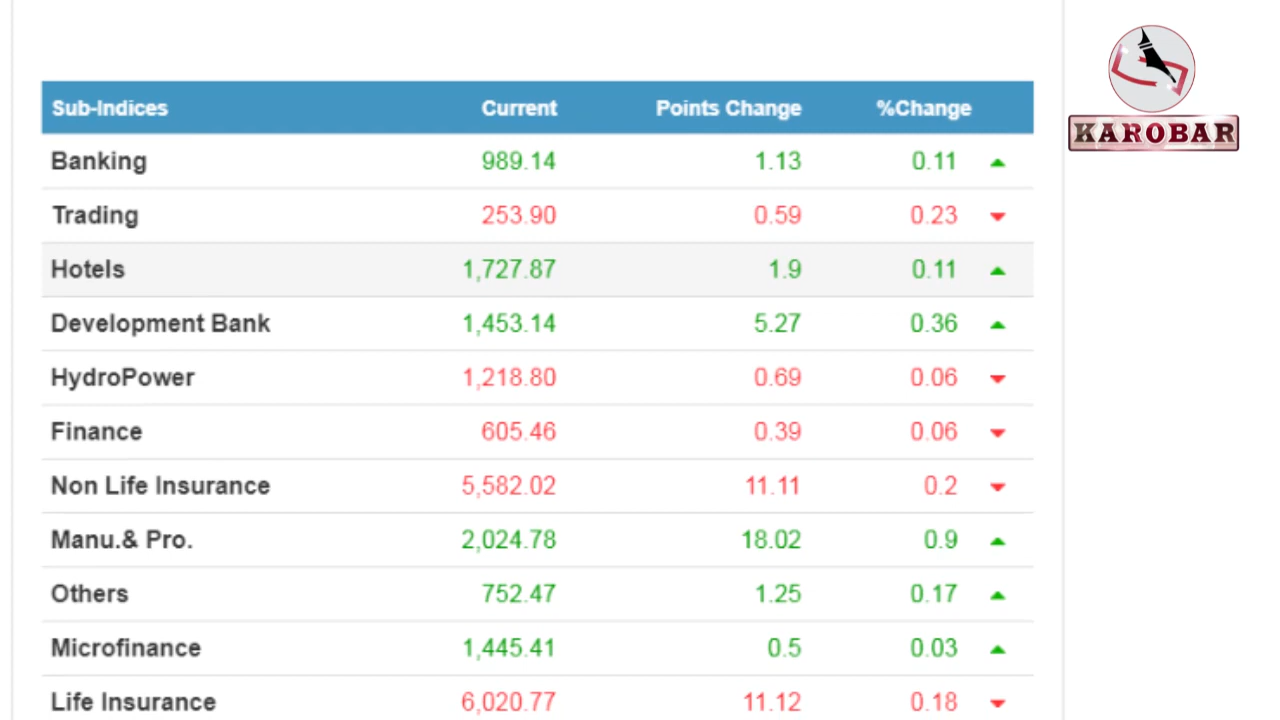 Sub-Indices Current Points Change %Change
Banking 989.14 1.13 0.11
Trading 253.90 0.59 0.23
Hotels 1,727.87 1.9 0.11
Development Bank 1,453.14 5.27 0.36
HydroPower 1,218.80 0.69 0.06
Finance 605.46 0.39 0.06
Non Life Insurance 5,582.02 11.11 0.2
Manu.& Pro. 2,024.78 18.02 0.9
Others 752.47 1.25 0.17
Microfinance 1,445.41 0.5 0.03
Life Insurance 6,020.77 11.12 0.18
KAROBAR